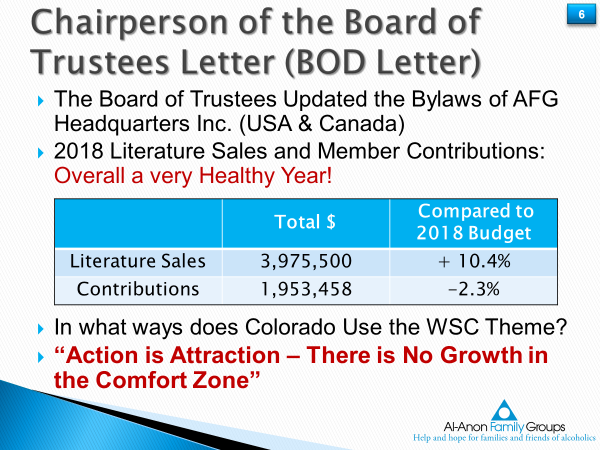 Chairperson of the Board of
Trustees Letter (BOD Letter)
6
The Board of Trustees Updated the Bylaws of AFG
Headquarters Inc. (USA & Canada)
2018 Literature Sales and Member Contributions:
Overall a very Healthy Year!
Total $
Compared to
2018 Budget
Literature Sales 3,975,500 + 10.4%
Contributions 1,953,458 -2.3%
In what ways does Colorado Use the WSC Theme?
“Action is Attraction – There is No Growth in
the Comfort Zone”
Al-Anon Family Groups
Help and hope for families and friends of alcoholics